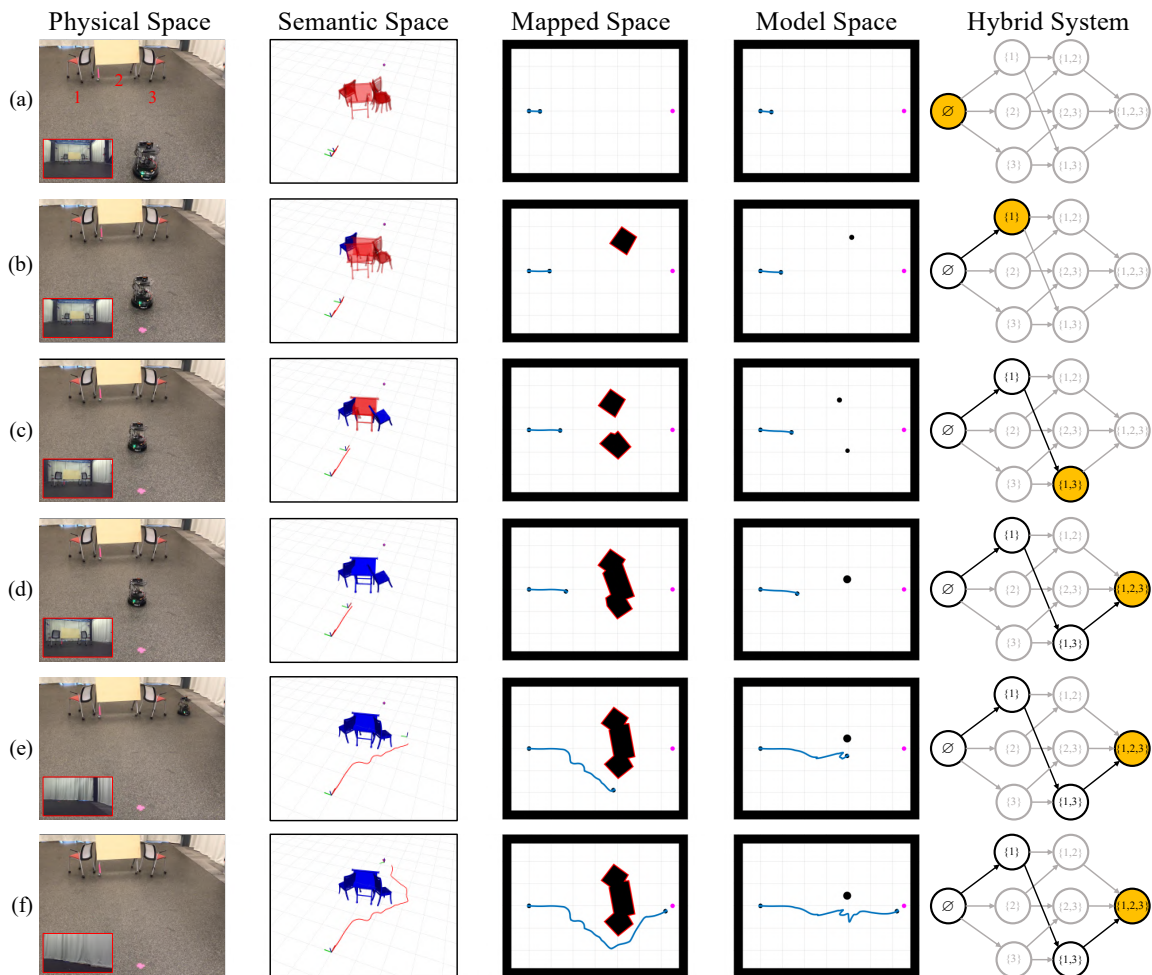 Physical Space Semantic Space Mapped Space Model Space Hybrid System
(a)
1 2 3
{1} {1,2}
∅ {2} {2,3} {1,2,3}
{3} {1,3}
(b)
{1} {1,2}
∅ {2} {2,3} {1,2,3}
{3} {1,3}
(c)
{1} {1,2}
∅ {2} {2,3} {1,2,3}
{3} {1,3}
(d)
{1} {1,2}
∅ {2} {2,3} {1,2,3}
{3} {1,3}
(e)
{1} {1,2}
∅ {2} {2,3} {1,2,3}
{3} {1,3}
(f)
{1} {1,2}
∅ {2} {2,3} {1,2,3}
{3} {1,3}